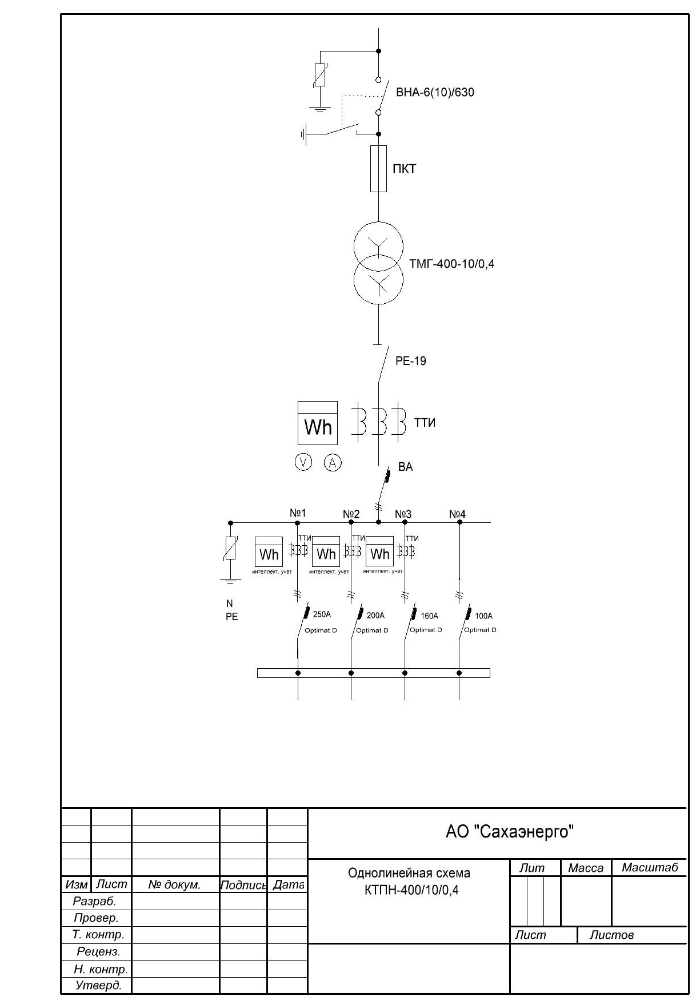 ВНА-6(10)/630
ПКТ
ТМГ-400-10/0,4
РЕ-19
Wh
ТТИ
V
A
ВА
№1
№2
№3
№4
ТТИ
ТТИ
ТТИ
Wh
Wh
Wh
интеллект. учет
интеллект. учет
интеллект. учет
N
PE
250А
200А
160А
100А
Optimat D
Optimat D
Optimat D
Optimat D
АО "Сахаэнерго"
Однолинейная схема
КТПН-400/10/0,4
Лит
Масса
Масштаб
Изм
Лист
№ докум.
Подпись
Дата
Разраб.
Провер.
Т. контр.
Лист
Листов
Реценз.
Н. контр.
Утверд.